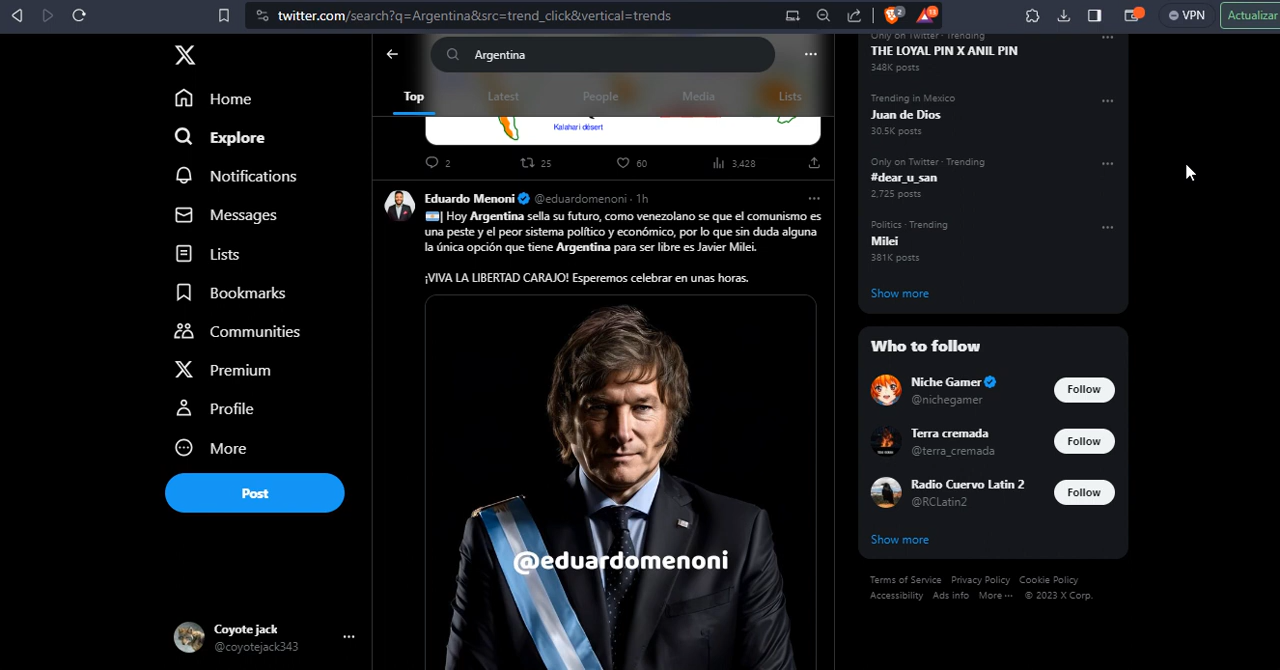 twitter.com/search?q=Argentina&src=trend_click&vertical=trends
2
13
VPN
Actualizar
Home
Explore
Notifications
Messages
Lists
Bookmarks
Communities
Premium
Profile
More
Post
Coyote jack
@coyotejack343
Argentina
Top
Latest
People
Media
Lists
Kalahari désert
2
25
60
3,428
Eduardo Menoni @eduardomenoni · 1h
| Hoy Argentina sella su futuro, como venezolano se que el comunismo es
una peste y el peor sistema político y económico, por lo que sin duda alguna
la única opción que tiene Argentina para ser libre es Javier Milei.
¡VIVA LA LIBERTAD CARAJO! Esperemos celebrar en unas horas.
@eduardomenoni
Only on Twitter · Trending
THE LOYAL PIN X ANIL PIN
348K posts
Trending in Mexico
Juan de Dios
30.5K posts
Only on Twitter · Trending
#dear_u_san
2,725 posts
Politics · Trending
Milei
381K posts
Show more
Who to follow
Niche Gamer
@nichegamer
Follow
Terra cremada
@terra_cremada
Follow
Radio Cuervo Latin 2
@RCLatin2
Follow
Show more
Terms of Service Privacy Policy Cookie Policy
Accessibility Ads info More ··· © 2023 X Corp.